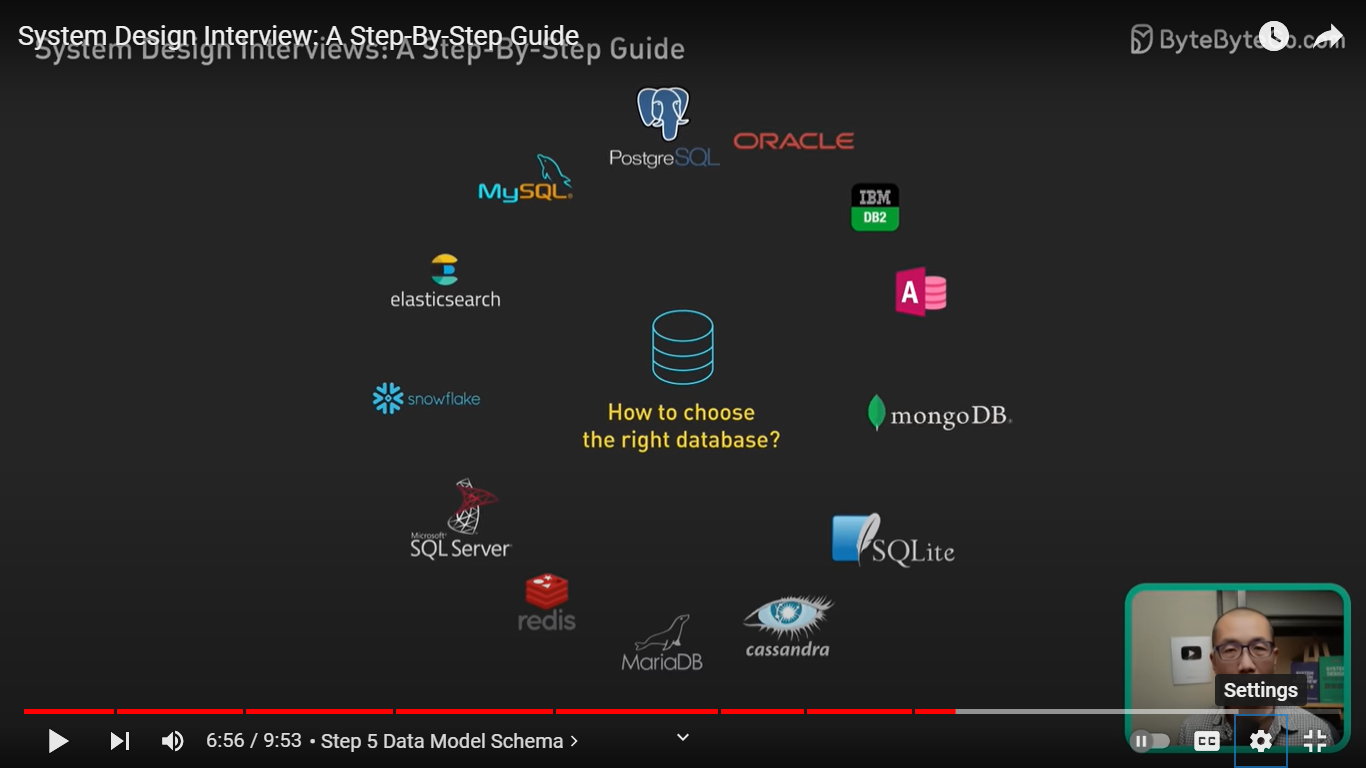 System Design Interview: A Step-By-Step Guide
System Design Interviews: A Step-By-Step Guide
ByteByteGo.com
PostgreSQL
ORACLE
MySQL®
IBM
DB2
elasticsearch
A
snowflake
How to choose
the right database?
mongoDB®
Microsoft®
SQL Server®
SQLite
redis
cassandra
MariaDB
Settings
6:56 / 9:53 • Step 5 Data Model Schema
CC